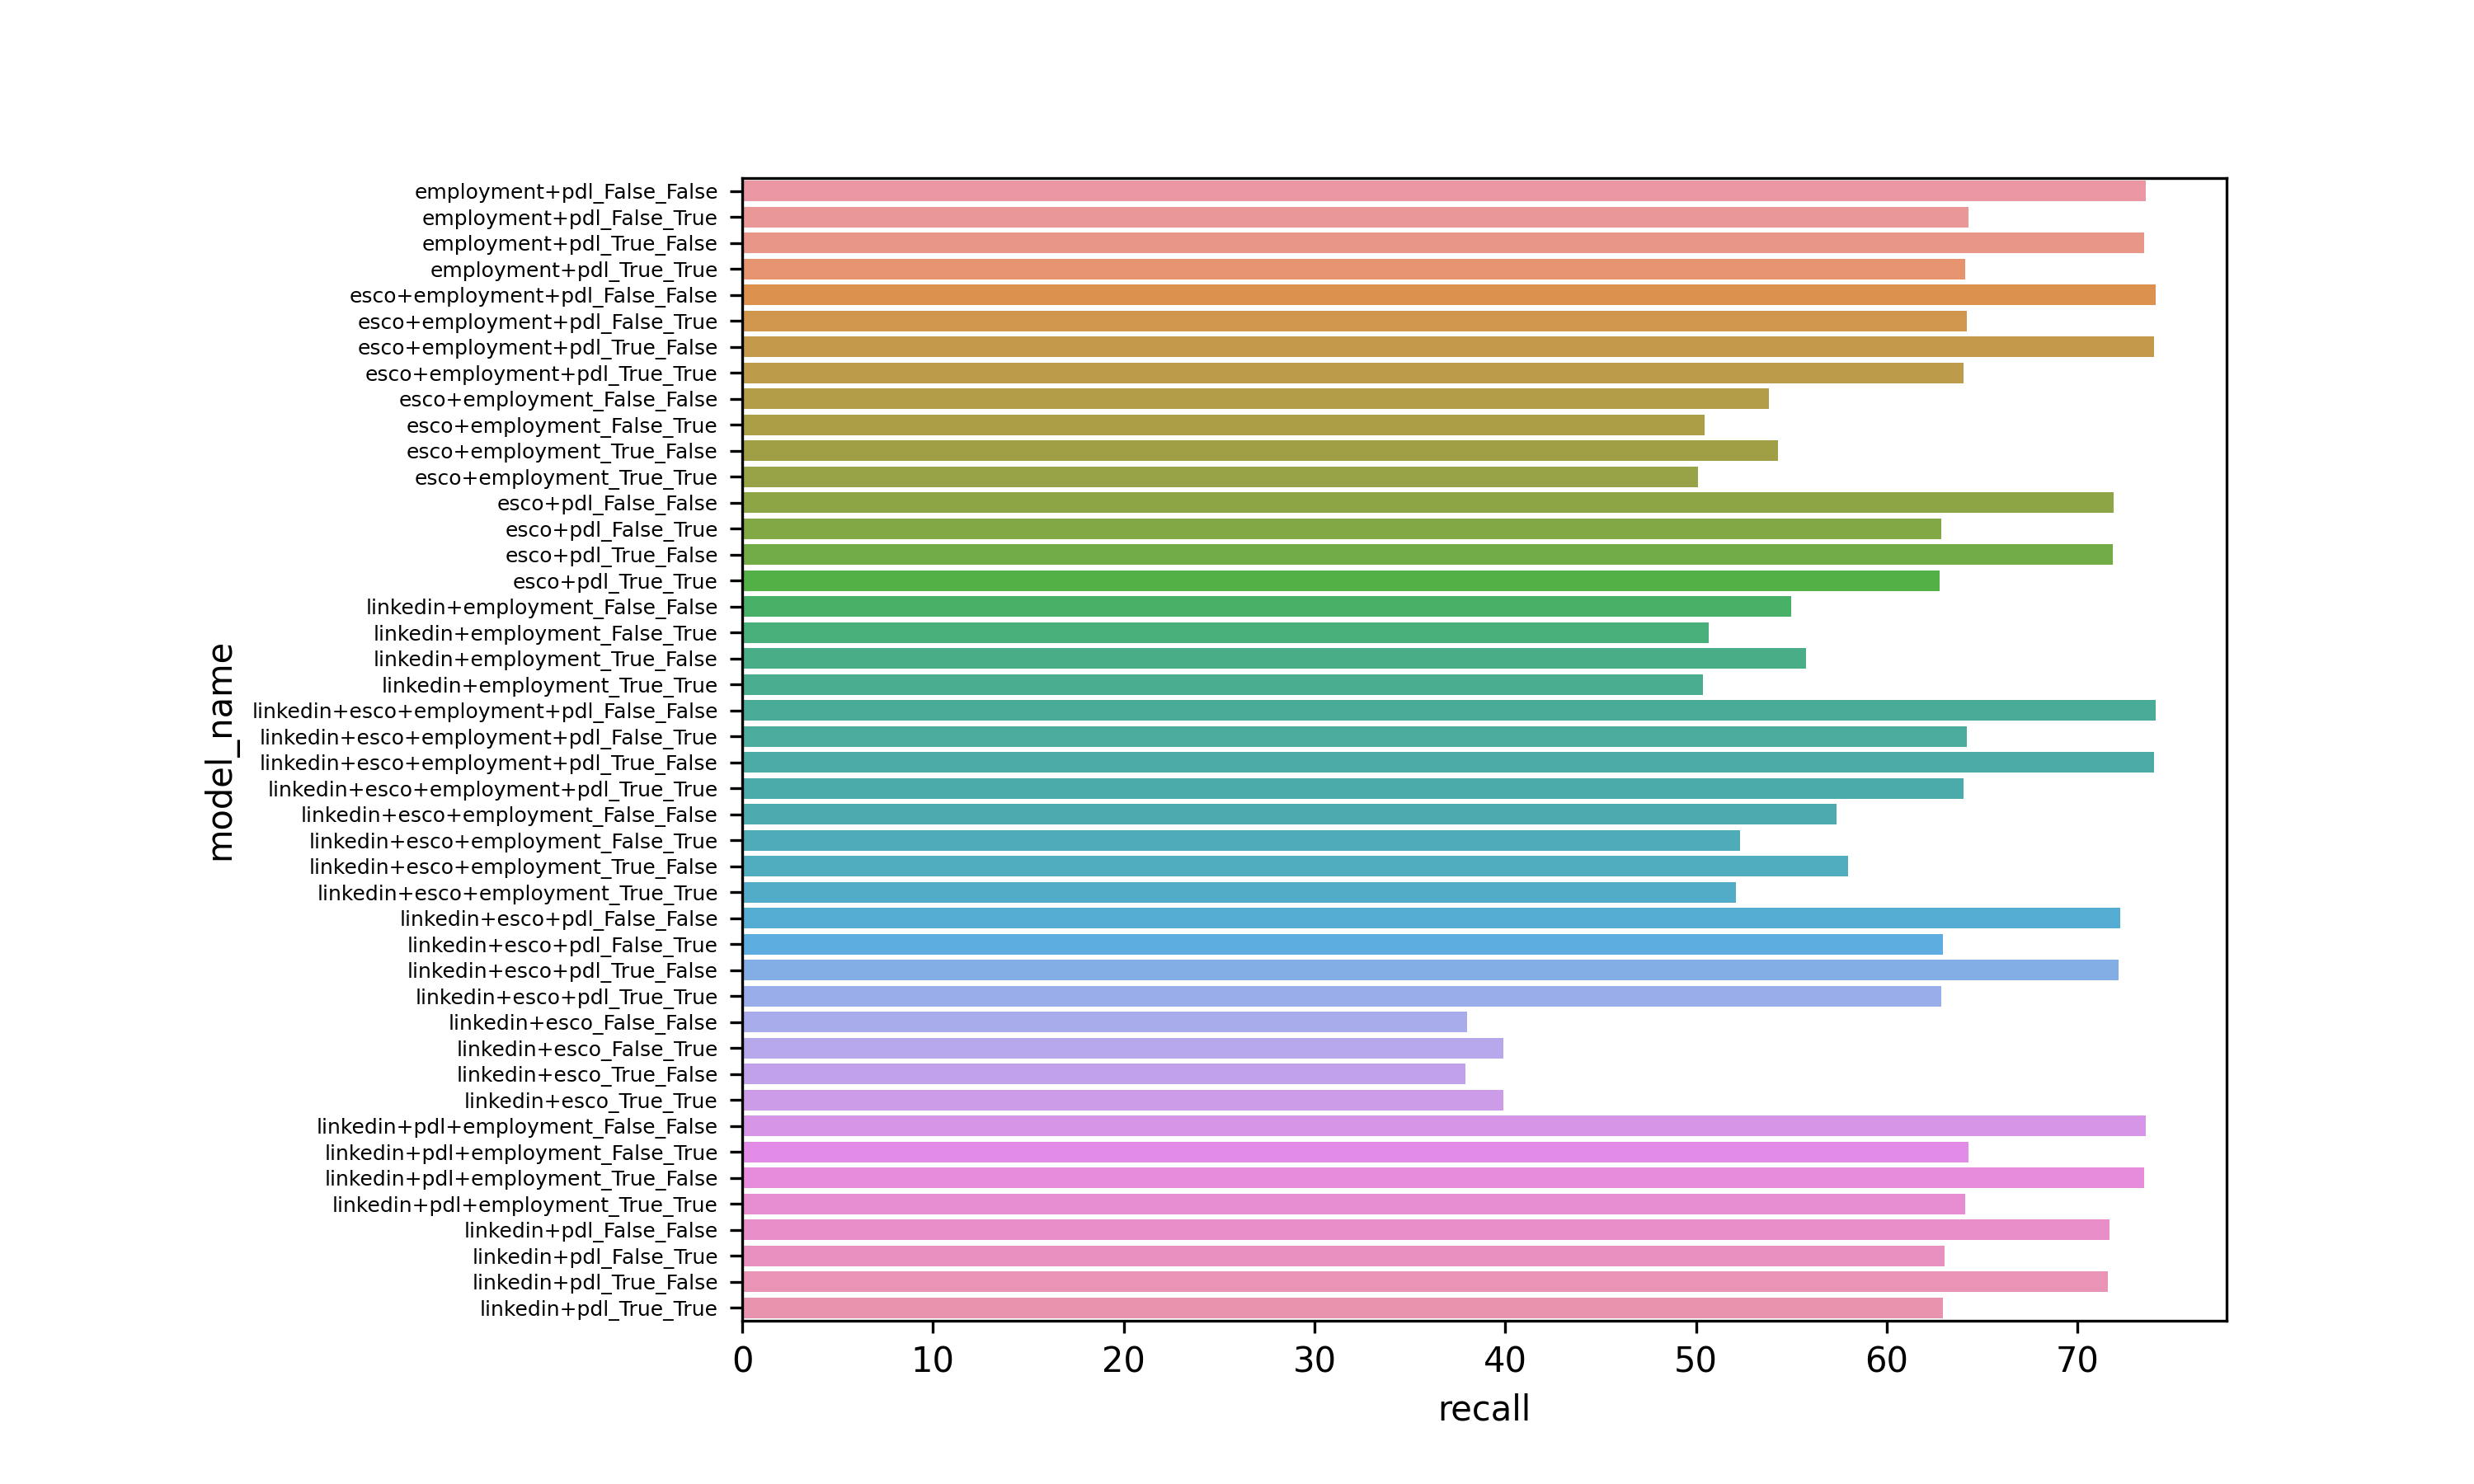 employment+pdl_False_False
employment+pdl_False_True
employment+pdl_True_False
employment+pdl_True_True
esco+employment+pdl_False_False
esco+employment+pdl_False_True
esco+employment+pdl_True_False
esco+employment+pdl_True_True
esco+employment_False_False
esco+employment_False_True
esco+employment_True_False
esco+employment_True_True
esco+pdl_False_False
esco+pdl_False_True
esco+pdl_True_False
esco+pdl_True_True
linkedin+employment_False_False
linkedin+employment_False_True
linkedin+employment_True_False
linkedin+employment_True_True
linkedin+esco+employment+pdl_False_False
linkedin+esco+employment+pdl_False_True
linkedin+esco+employment+pdl_True_False
linkedin+esco+employment+pdl_True_True
linkedin+esco+employment_False_False
linkedin+esco+employment_False_True
linkedin+esco+employment_True_False
linkedin+esco+employment_True_True
linkedin+esco+pdl_False_False
linkedin+esco+pdl_False_True
linkedin+esco+pdl_True_False
linkedin+esco+pdl_True_True
linkedin+esco_False_False
linkedin+esco_False_True
linkedin+esco_True_False
linkedin+esco_True_True
linkedin+pdl+employment_False_False
linkedin+pdl+employment_False_True
linkedin+pdl+employment_True_False
linkedin+pdl+employment_True_True
linkedin+pdl_False_False
linkedin+pdl_False_True
linkedin+pdl_True_False
linkedin+pdl_True_True
model_name
0 10 20 30 40 50 60 70
recall